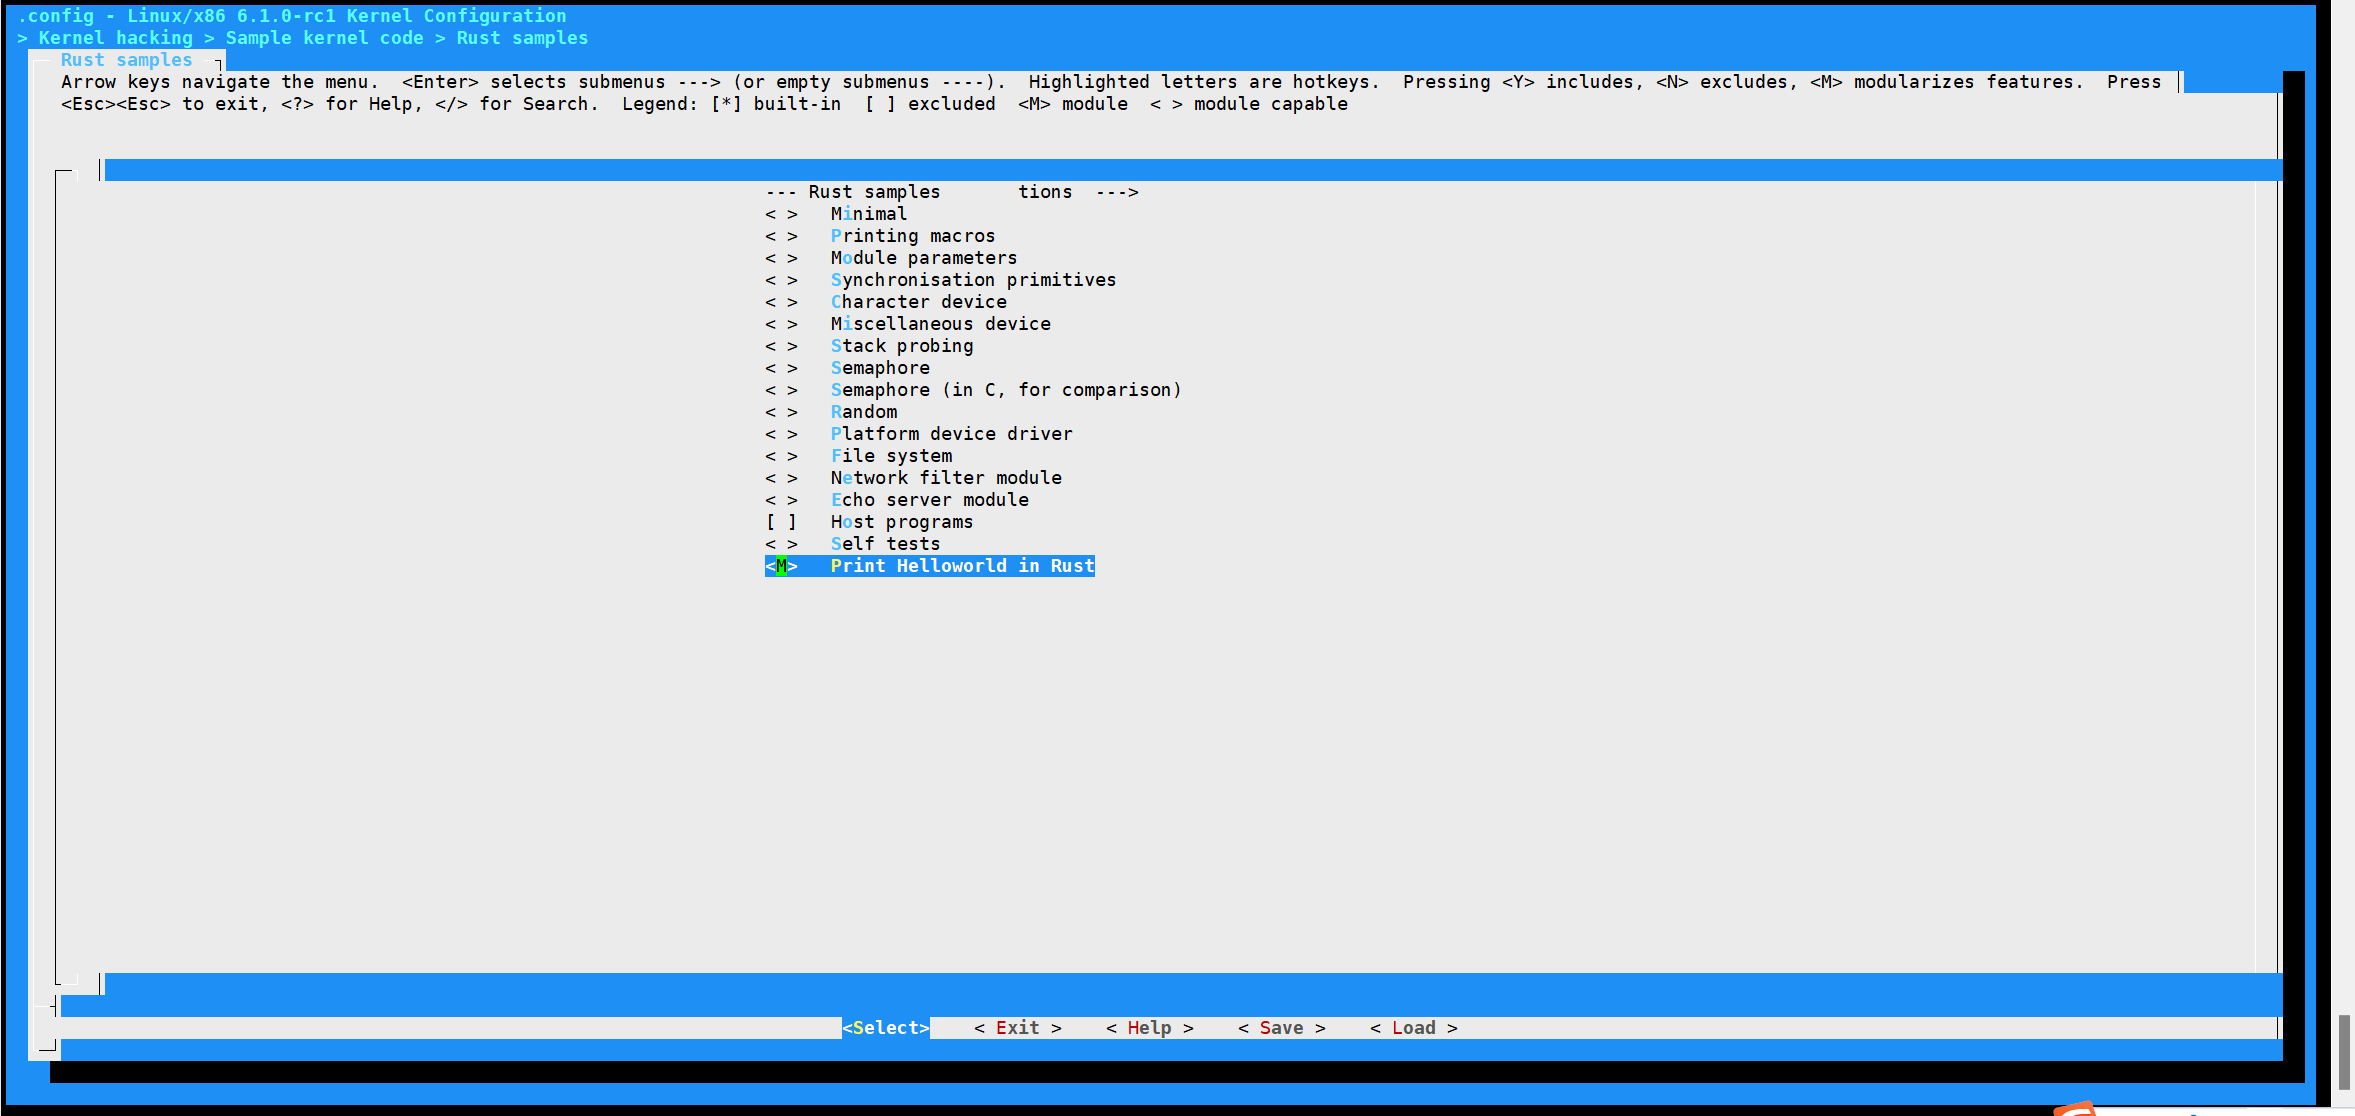 .config - Linux/x86 6.1.0-rc1 Kernel Configuration
> Kernel hacking > Sample kernel code > Rust samples
Rust samples
Arrow keys navigate the menu.  <Enter> selects submenus ---> (or empty submenus ----).  Highlighted letters are hotkeys.  Pressing <Y> includes, <N> excludes, <M> modularizes features.  Press
<Esc><Esc> to exit, <?> for Help, </> for Search.  Legend: [*] built-in  [ ] excluded  <M> module  < > module capable
--- Rust samples       tions  --->
< >   Minimal
< >   Printing macros
< >   Module parameters
< >   Synchronisation primitives
< >   Character device
< >   Miscellaneous device
< >   Stack probing
< >   Semaphore
< >   Semaphore (in C, for comparison)
< >   Random
< >   Platform device driver
< >   File system
< >   Network filter module
< >   Echo server module
[ ]   Host programs
< >   Self tests
<M>   Print Helloworld in Rust
<Select>    < Exit >    < Help >    < Save >    < Load >